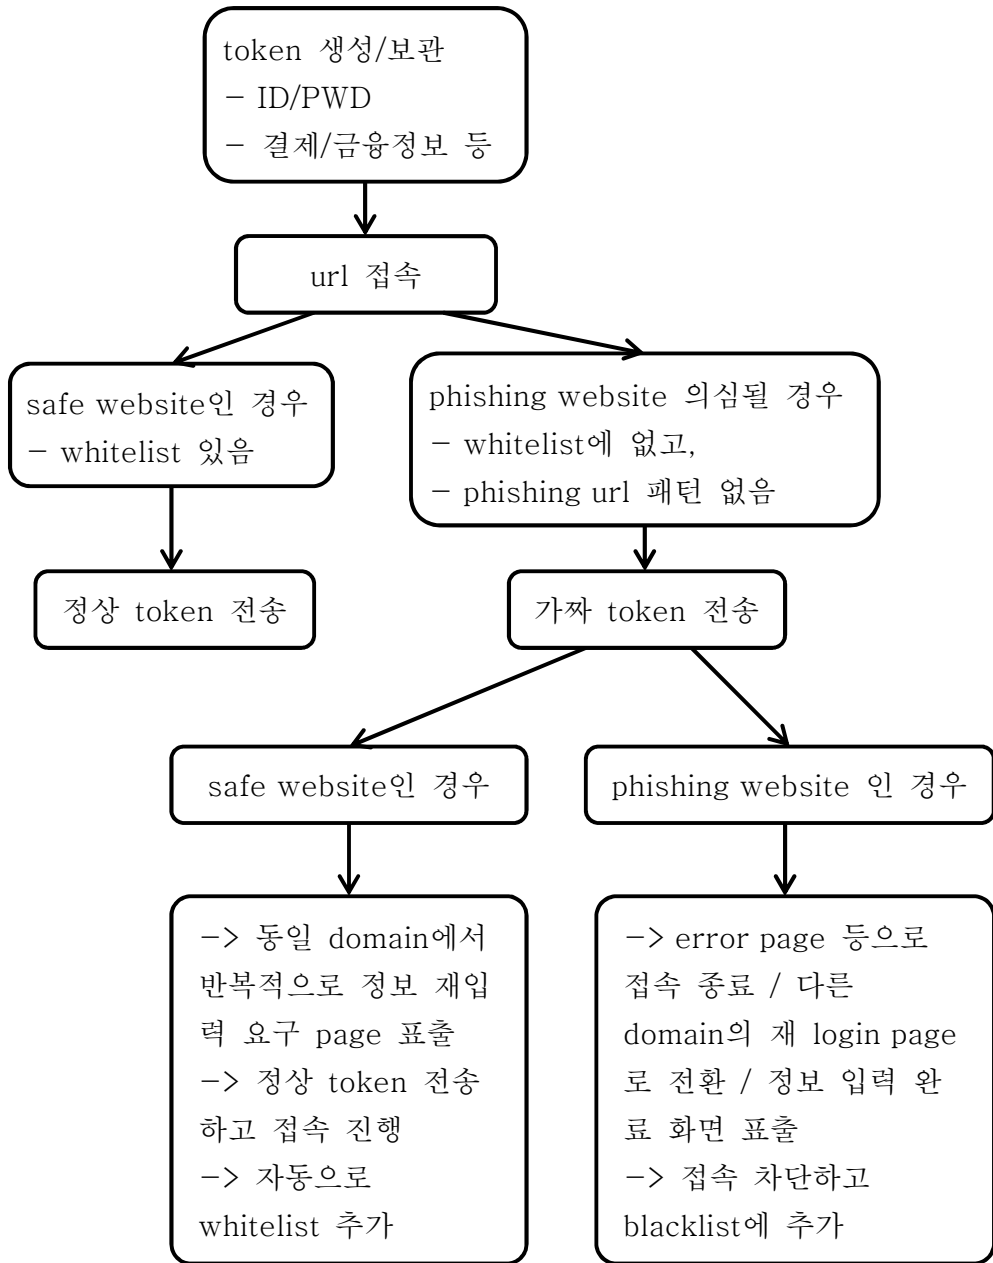 token 생성/보관
- ID/PWD
- 결제/금융정보 등
url 접속
safe website인 경우
- whitelist 있음
phishing website 의심될 경우
- whitelist에 없고,
- phishing url 패턴 없음
정상 token 전송
가짜 token 전송
safe website인 경우
phishing website 인 경우
-> 동일 domain에서
반복적으로 정보 재입
력 요구 page 표출
-> 정상 token 전송
하고 접속 진행
-> 자동으로
whitelist 추가
-> error page 등으로
접속 종료 / 다른
domain의 재 login page
로 전환 / 정보 입력 완
료 화면 표출
-> 접속 차단하고
blacklist에 추가